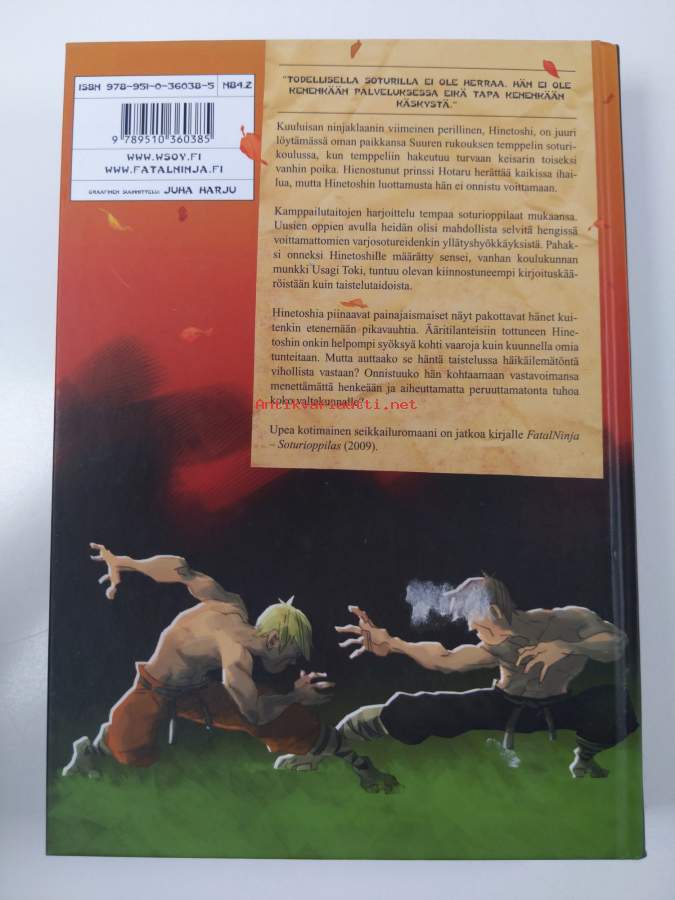 ISBN 978-951-0-36038-5 N84.2
9 789510 360385
WWW.WSOY.FI
WWW.FATALNINJA.FI
GRAAFINEN SUUNNITTELU: JUHA HARJU
"TODELLISELLA SOTURILLA EI OLE HERRAA. HÄN EI OLE
KENENKÄÄN PALVELUKSESSA EIKÄ TAPA KENENKÄÄN
KÄSKYSTÄ."
Kuuluisan ninjaklaanin viimeinen perillinen, Hinetoshi, on juuri
löytämässä oman paikkansa Suuren rukouksen temppelin soturi-
koulussa, kun temppeliin hakeutuu turvaan keisarin toiseksi
vanhin poika. Hienostunut prinssi Hotaru herättää kaikissa ihai-
lua, mutta Hinetoshin luottamusta hän ei onnistu voittamaan.
Kamppailutaitojen harjoittelu tempaa soturioppilaat mukaansa.
Uusien oppien avulla heidän olisi mahdollista selvitä hengissä
voittamattomien varjosotureidenkin yllätyshyökkäyksistä. Pahak-
si onneksi Hinetoshille määrätty sensei, vanhan koulukunnan
munkki Usagi Toki, tuntuu olevan kiinnostuneempi kirjoituskää-
röistään kuin taistelutaidoista.
Hinetoshia piinaavat painajaismaiset näyt pakottavat hänet kui-
tenkin etenemään pikavauhtia. Ääritilanteisiin tottuneen Hine-
toshin onkin helpompi syöksyä kohti vaaroja kuin kuunnella omia
tunteitaan. Mutta auttaako se häntä taistelussa häikäilemätöntä
vihollista vastaan? Onnistuuko hän kohtaamaan vastavoimansa
menettämättä henkeään ja aiheuttamatta peruuttamatonta tuhoa
koko valtakunnalle?
Antikvariaatti.net
Upea kotimainen seikkailuromaani on jatkoa kirjalle FatalNinja
– Soturioppilas (2009).